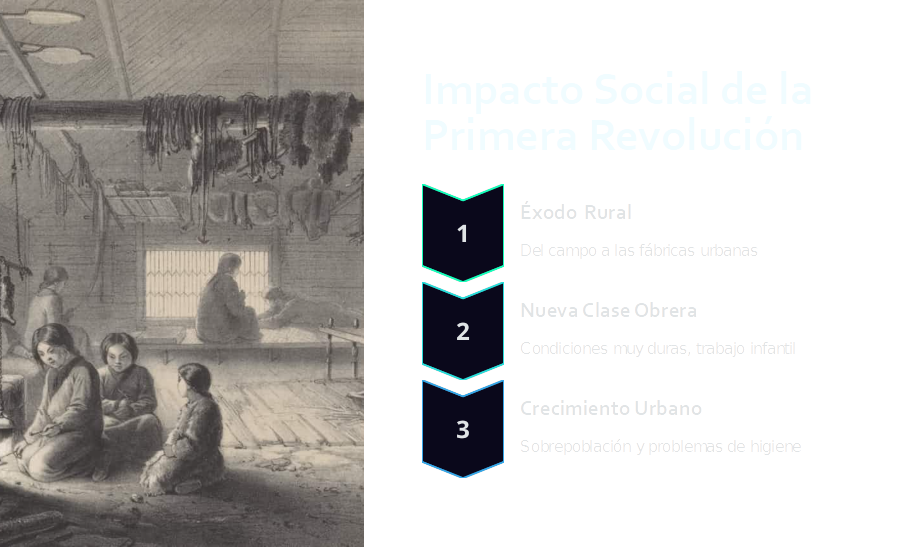 Impacto Social de la
Primera Revolución
1
Éxodo Rural
Del campo a las fábricas urbanas
2
Nueva Clase Obrera
Condiciones muy duras, trabajo infantil
3
Crecimiento Urbano
Sobrepoblación y problemas de higiene